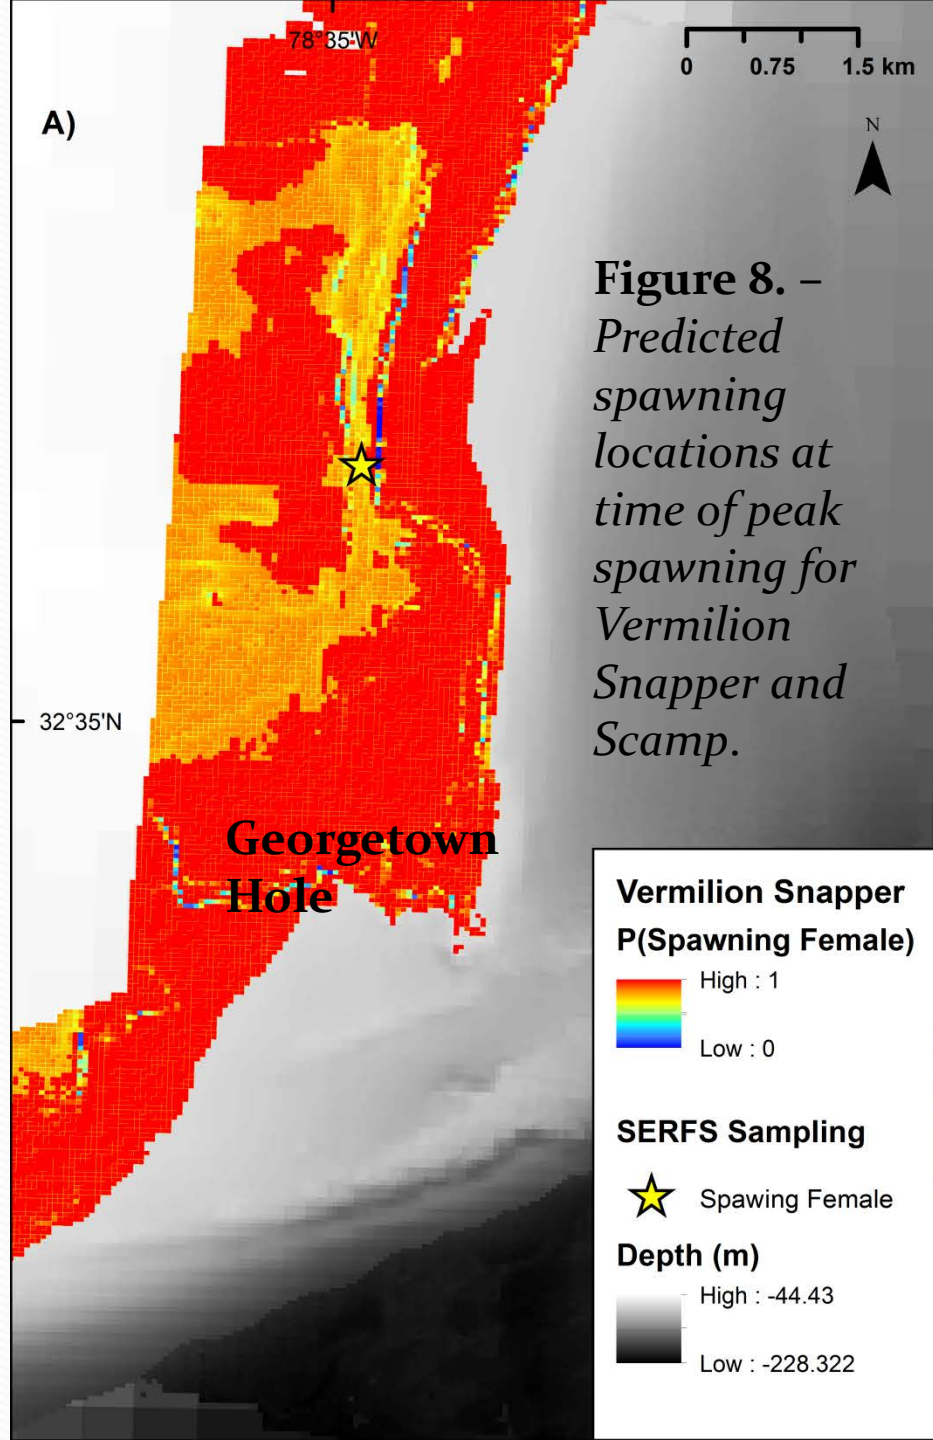 78°35'W
0 0.75 1.5 km
A)
N
Figure 8. –
Predicted
spawning
locations at
time of peak
spawning for
Vermilion
Snapper and
Scamp.
32°35'N
Georgetown
Hole
Vermilion Snapper
P(Spawning Female)
High : 1
Low : 0
SERFS Sampling
Spawing Female
Depth (m)
High : -44.43
Low : -228.322